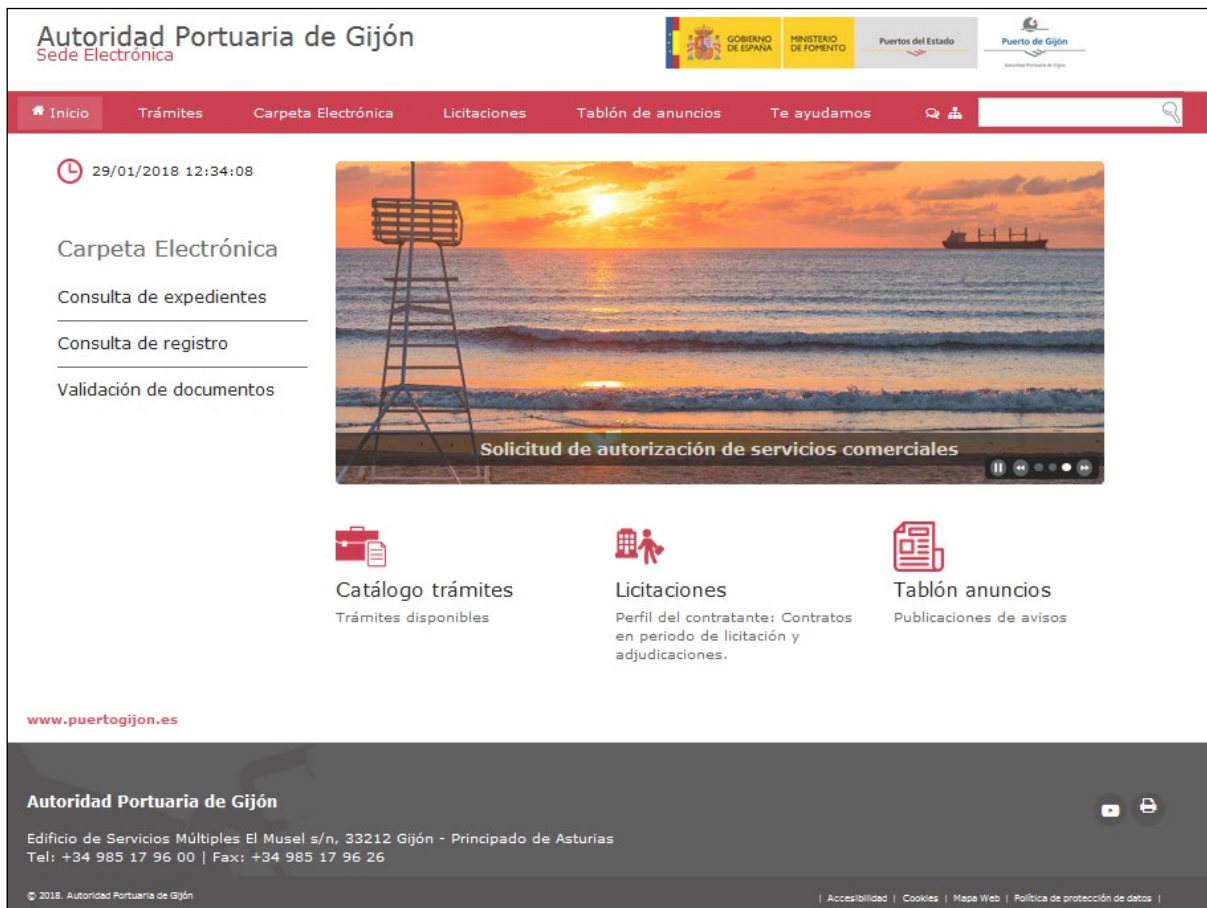 Autoridad Portuaria de Gijón
Sede Electrónica
GOBIERNO
DE ESPAÑA
MINISTERIO
DE FOMENTO
Puertos del Estado
Puerto de Gijón
Autoridad Portuaria de Gijón
Inicio
Trámites
Carpeta Electrónica
Licitaciones
Tablón de anuncios
Te ayudamos
29/01/2018 12:34:08
Carpeta Electrónica
Consulta de expedientes
Consulta de registro
Validación de documentos
Solicitud de autorización de servicios comerciales
Catálogo trámites
Trámites disponibles
Licitaciones
Perfil del contratante: Contratos
en periodo de licitación y
adjudicaciones.
Tablón anuncios
Publicaciones de avisos
www.puertogijon.es
Autoridad Portuaria de Gijón
Edificio de Servicios Múltiples El Musel s/n, 33212 Gijón - Principado de Asturias
Tel: +34 985 17 96 00 | Fax: +34 985 17 96 26
© 2018. Autoridad Portuaria de Gijón
| Accesibilidad | Cookies | Mapa Web | Política de protección de datos |